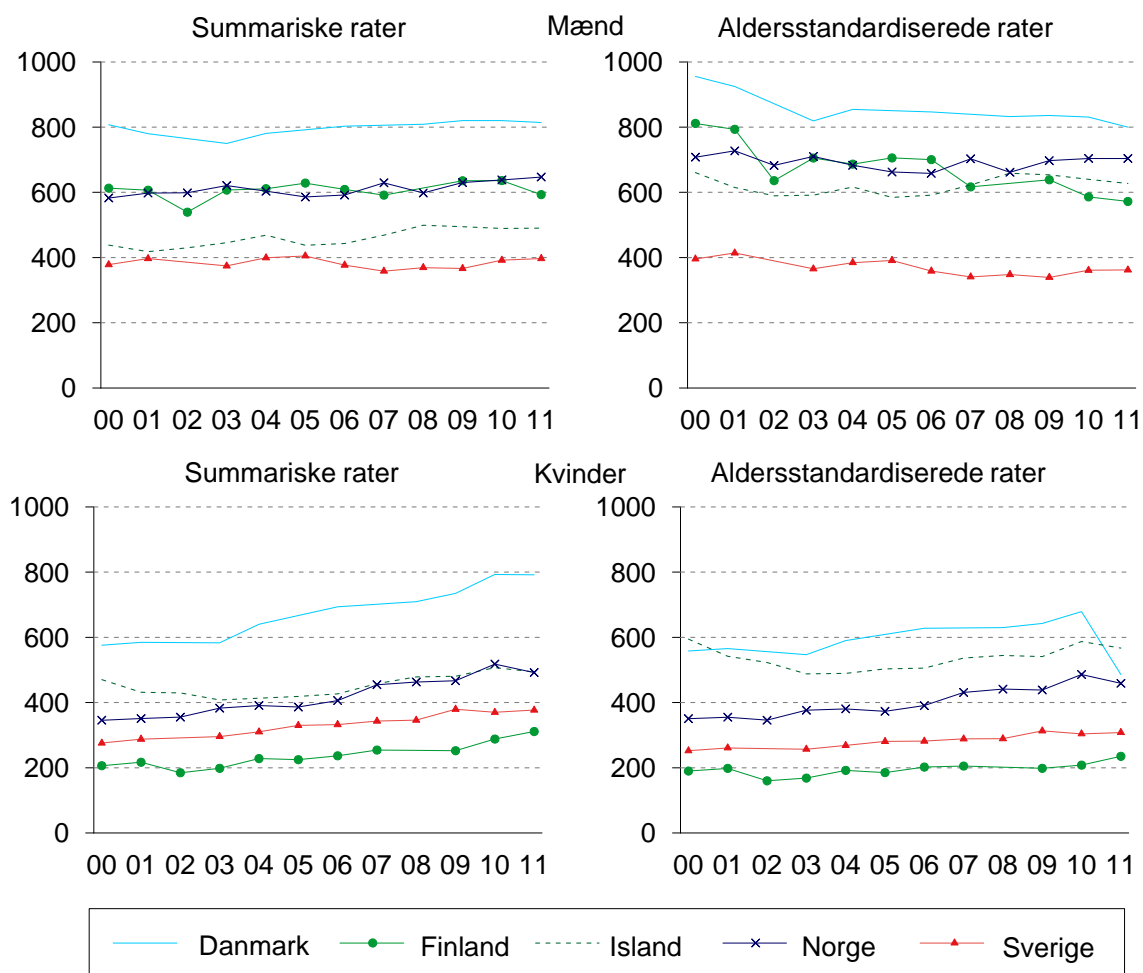 Summariske rater Mænd Aldersstandardiserede rater
1000 1000
800 800
600 600
400 400
200 200
0 0
00 01 02 03 04 05 06 07 08 09 10 11 00 01 02 03 04 05 06 07 08 09 10 11
Summariske rater Kvinder Aldersstandardiserede rater
1000 1000
800 800
600 600
400 400
200 200
0 0
00 01 02 03 04 05 06 07 08 09 10 11 00 01 02 03 04 05 06 07 08 09 10 11
Danmark Finland Island Norge Sverige